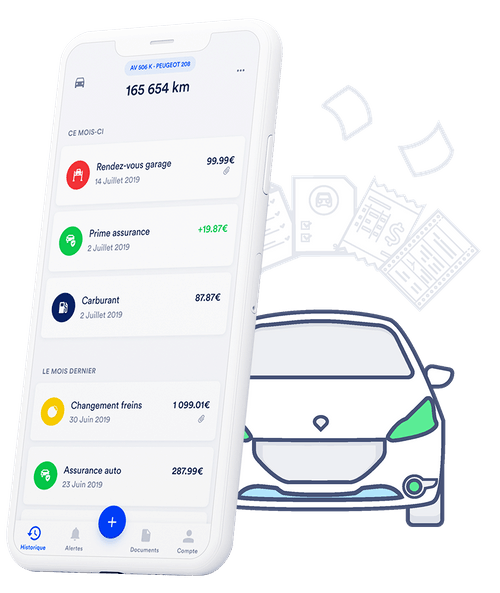 AV 506 K - PEUGEOT 208
165 654 km
CE MOIS-CI
Rendez-vous garage 99.99€
14 Juillet 2019
Prime assurance +19.87€
2 Juillet 2019
Carburant 87.87€
2 Juillet 2019
LE MOIS DERNIER
Changement freins 1 099.01€
30 Juin 2019
Assurance auto 287.99€
23 Juin 2019
Historique Alertes + Documents Compte
$